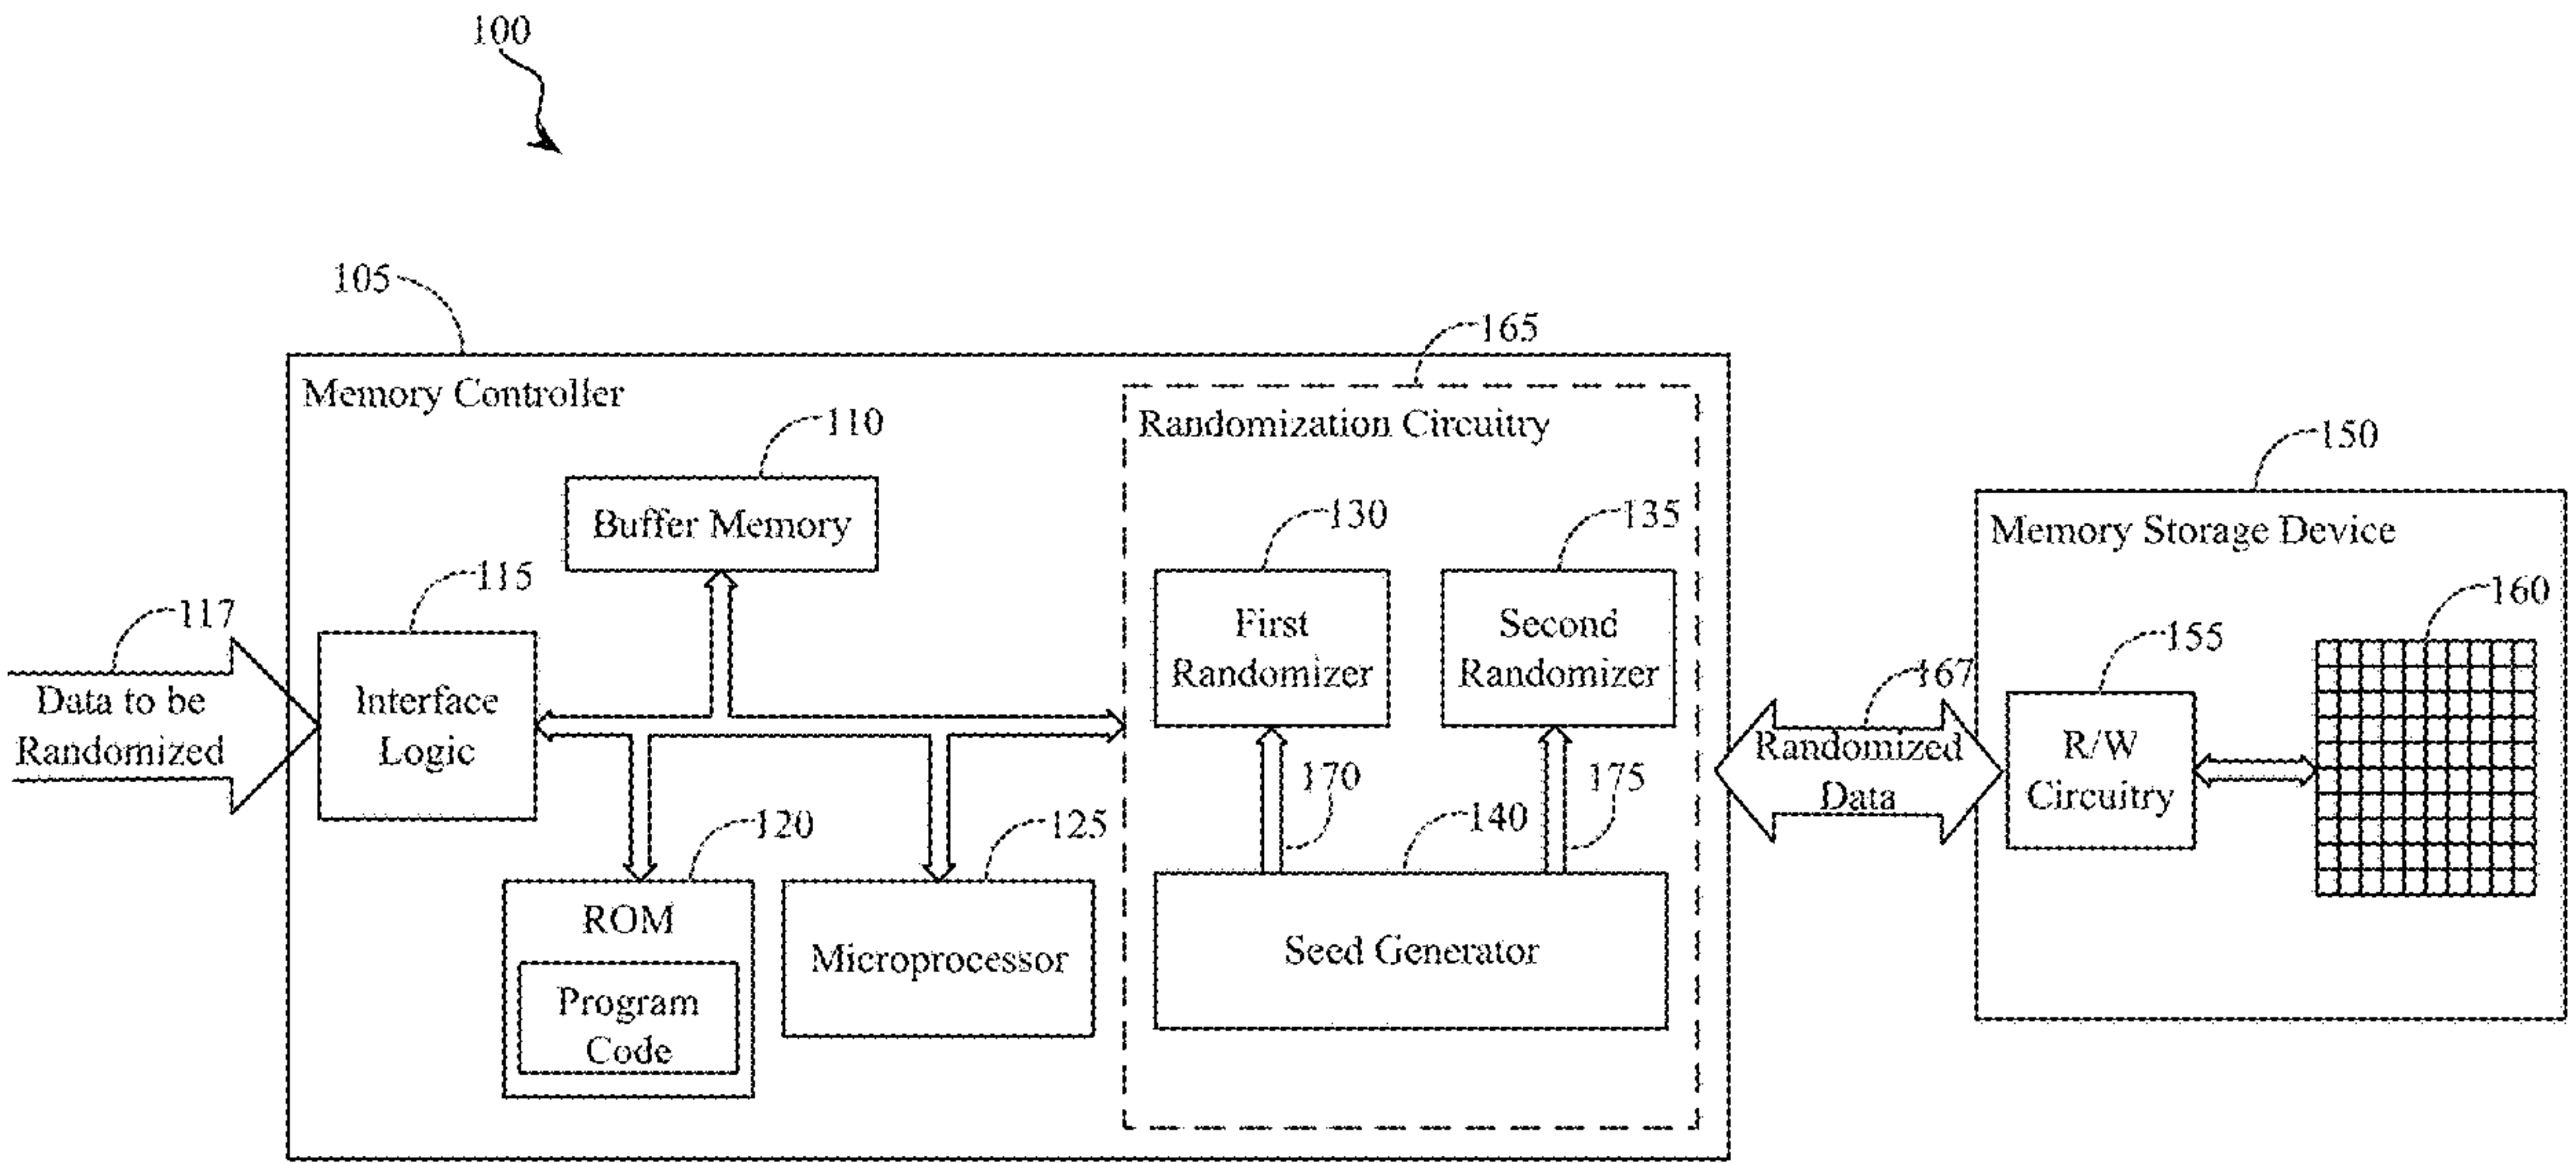 100
105
165
Memory Controller
Randomization Circuitry
110
150
Buffer Memory
130
135
Memory Storage Device
115
117
160
First
Randomizer
Second
Randomizer
155
167
Data to be
Randomized
Interface
Logic
Randomized
Data
R/W
Circuitry
170
175
120
125
140
ROM
Program
Code
Microprocessor
Seed Generator